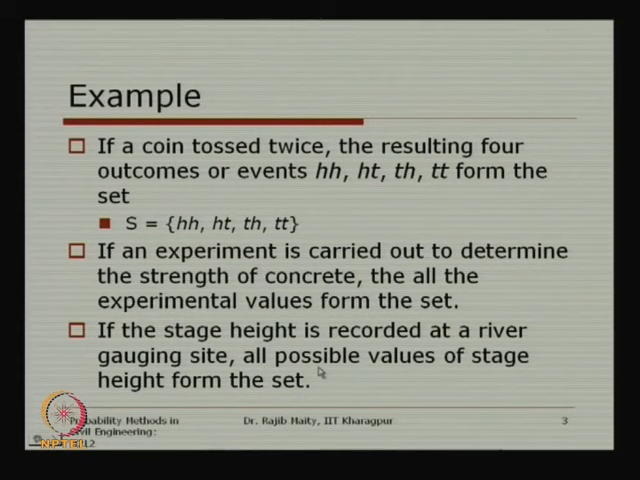 Example
If a coin tossed twice, the resulting four
outcomes or events hh, ht, th, tt form the
set
S = {hh, ht, th, tt}
If an experiment is carried out to determine
the strength of concrete, the all the
experimental values form the set.
If the stage height is recorded at a river
gauging site, all possible values of stage
height form the set.
Probability Methods in
Civil Engineering:
Dr. Rajib Maity, IIT Kharagpur
3
NPTEL